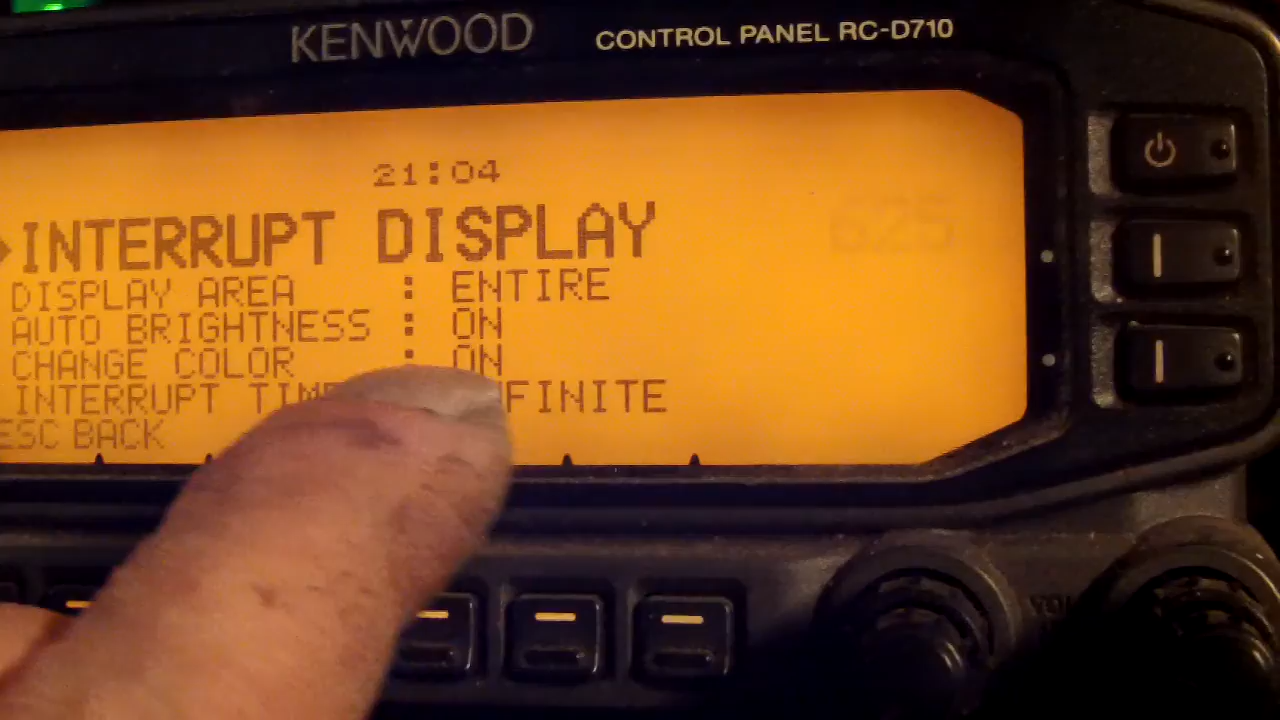 KENWOOD CONTROL PANEL RC-D710
21:04
INTERRUPT DISPLAY
625
DISPLAY AREA : ENTIRE
AUTO BRIGHTNESS : ON
CHANGE COLOR : ON
INTERRUPT FINITE
ESC BACK